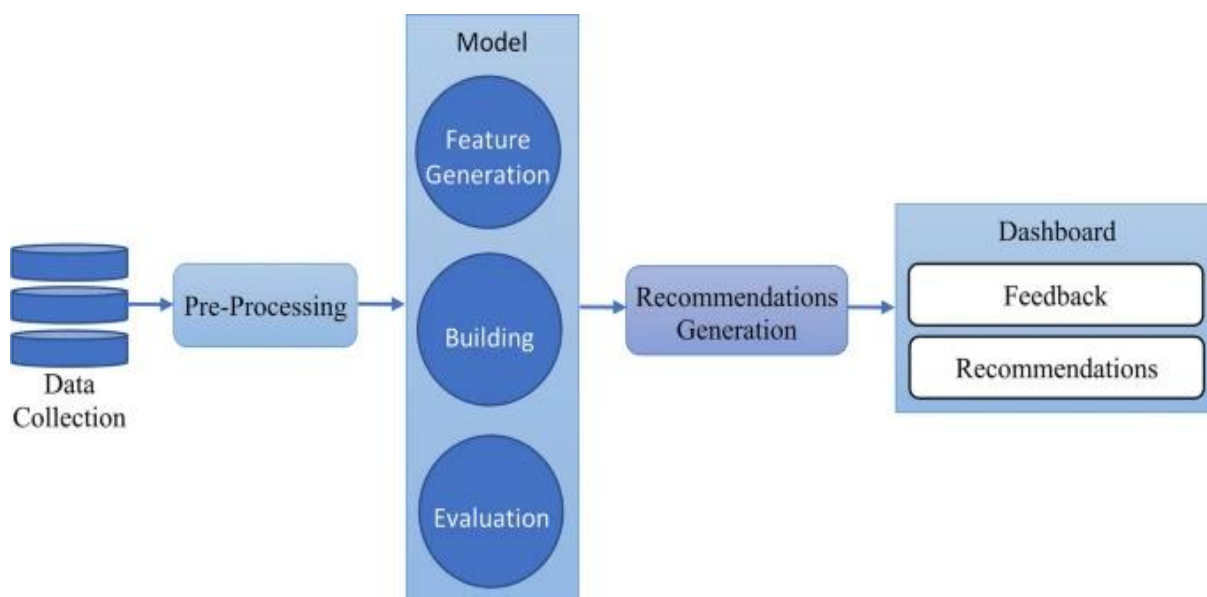 Data
Collection
Pre-Processing
Model
Feature
Generation
Building
Evaluation
Recommendations
Generation
Dashboard
Feedback
Recommendations